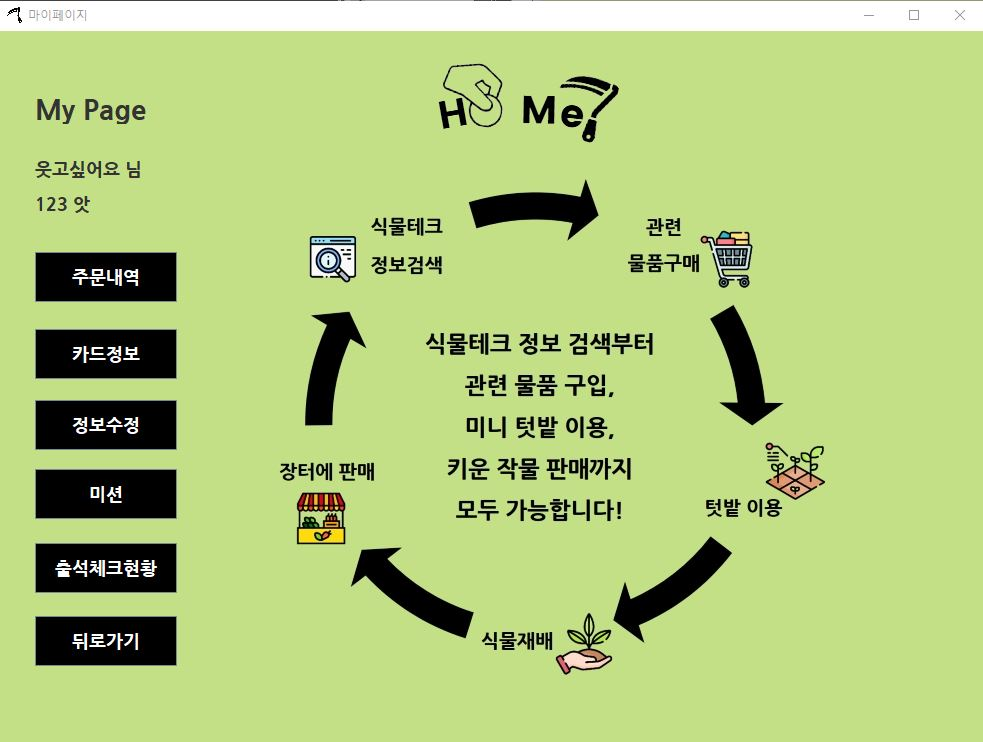 마이페이지
Ho Me?
My Page
웃고싶어요 님
123 앗
주문내역
카드정보
정보수정
미션
출석체크현황
뒤로가기
식물테크
정보검색
관련
물품구매
텃밭 이용
식물재배
장터에 판매
식물테크 정보 검색부터
관련 물품 구입,
미니 텃밭 이용,
키운 작물 판매까지
모두 가능합니다!